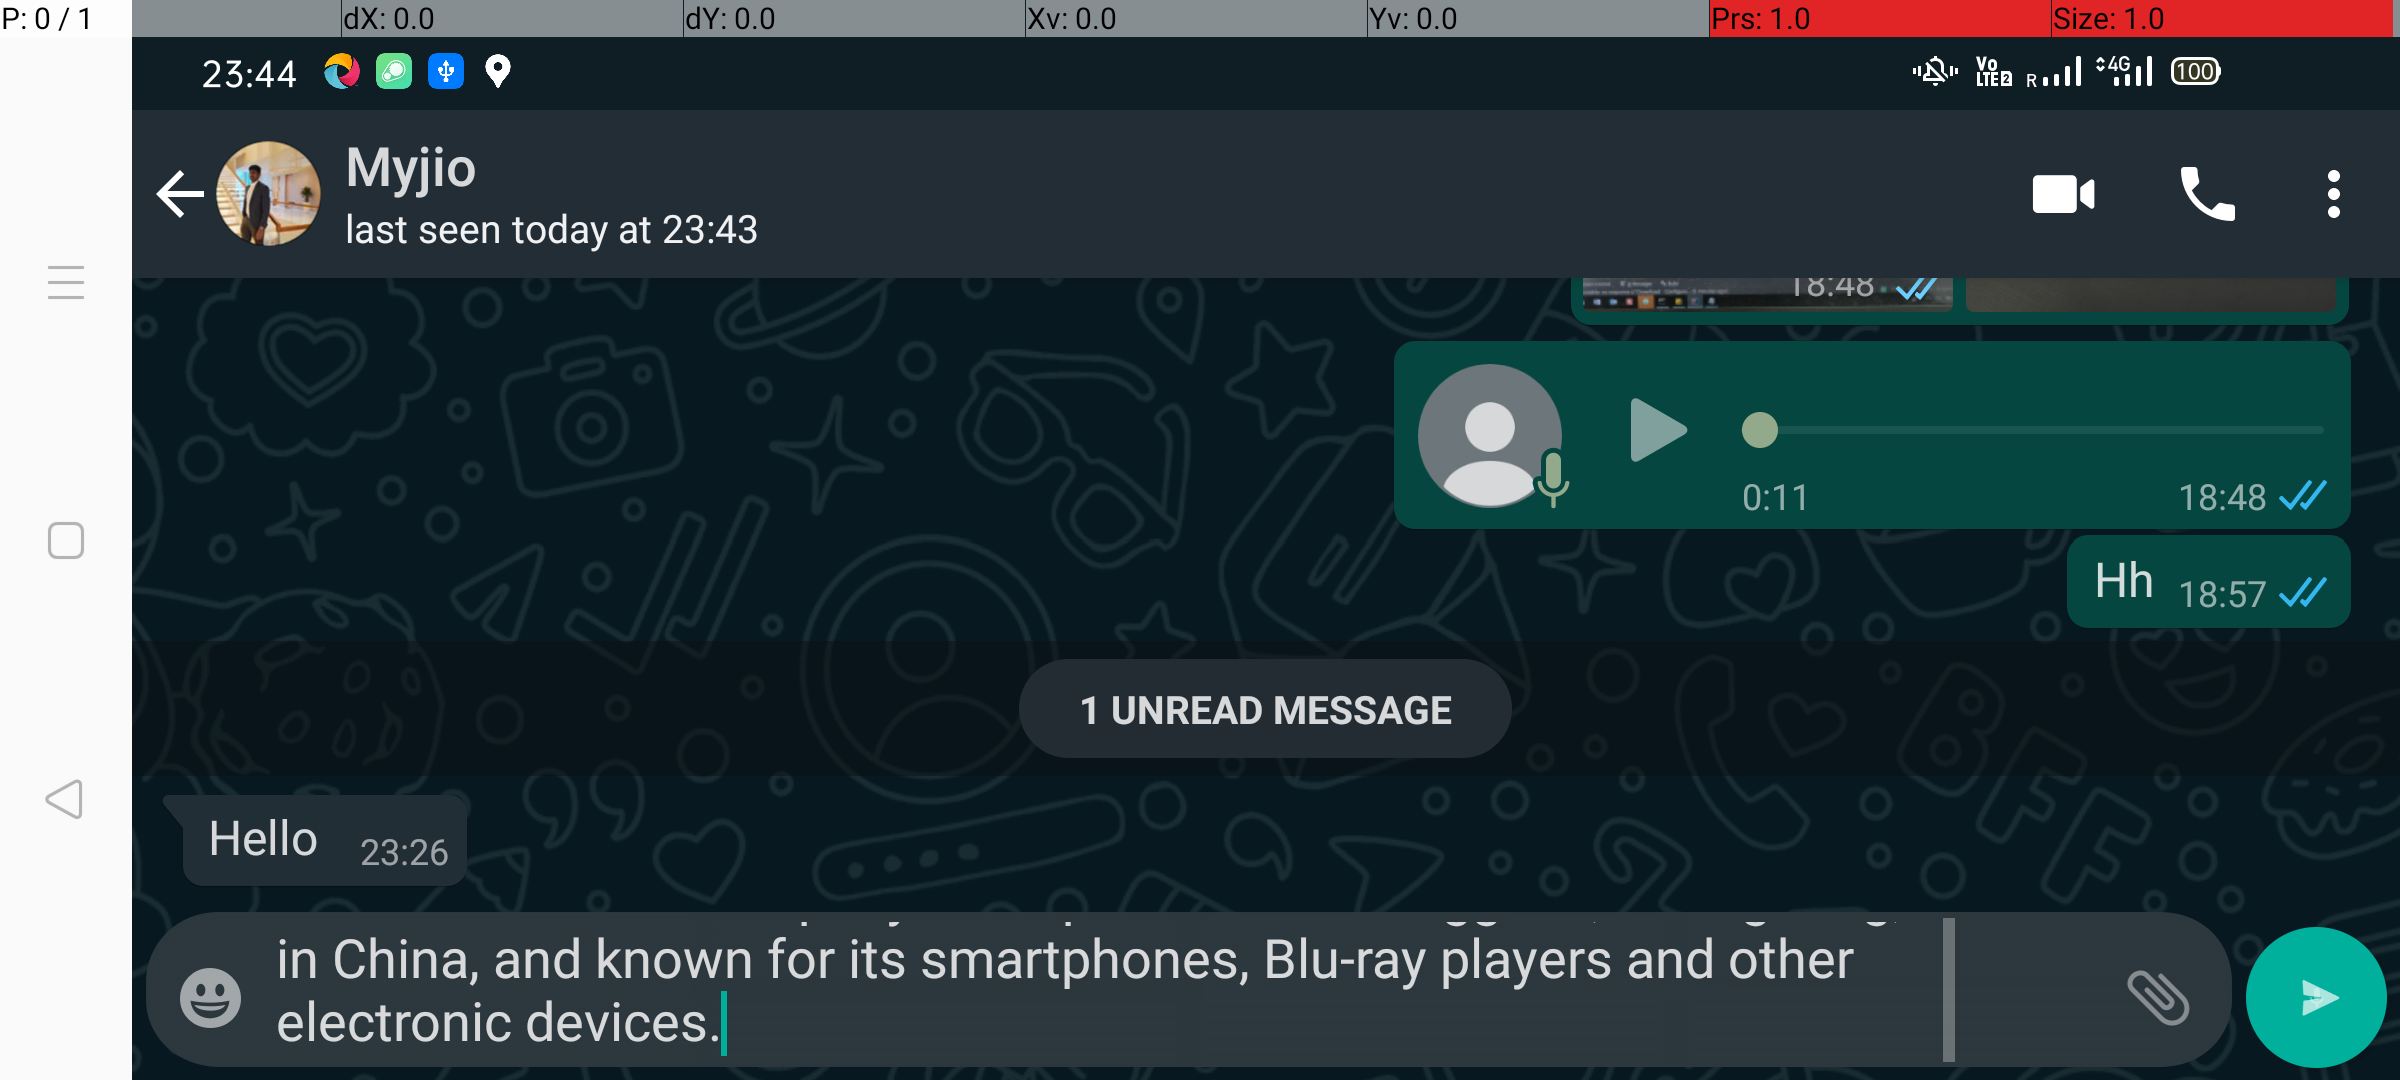 P: 0 / 1
dX: 0.0
dY: 0.0
Xv: 0.0
Yv: 0.0
Prs: 1.0
Size: 1.0
23:44
Vo
LTE2
R
4G
100
Myjio
last seen today at 23:43
18:48
0:11
18:48
Hh 18:57
1 UNREAD MESSAGE
Hello 23:26
in China, and known for its smartphones, Blu-ray players and other
electronic devices.